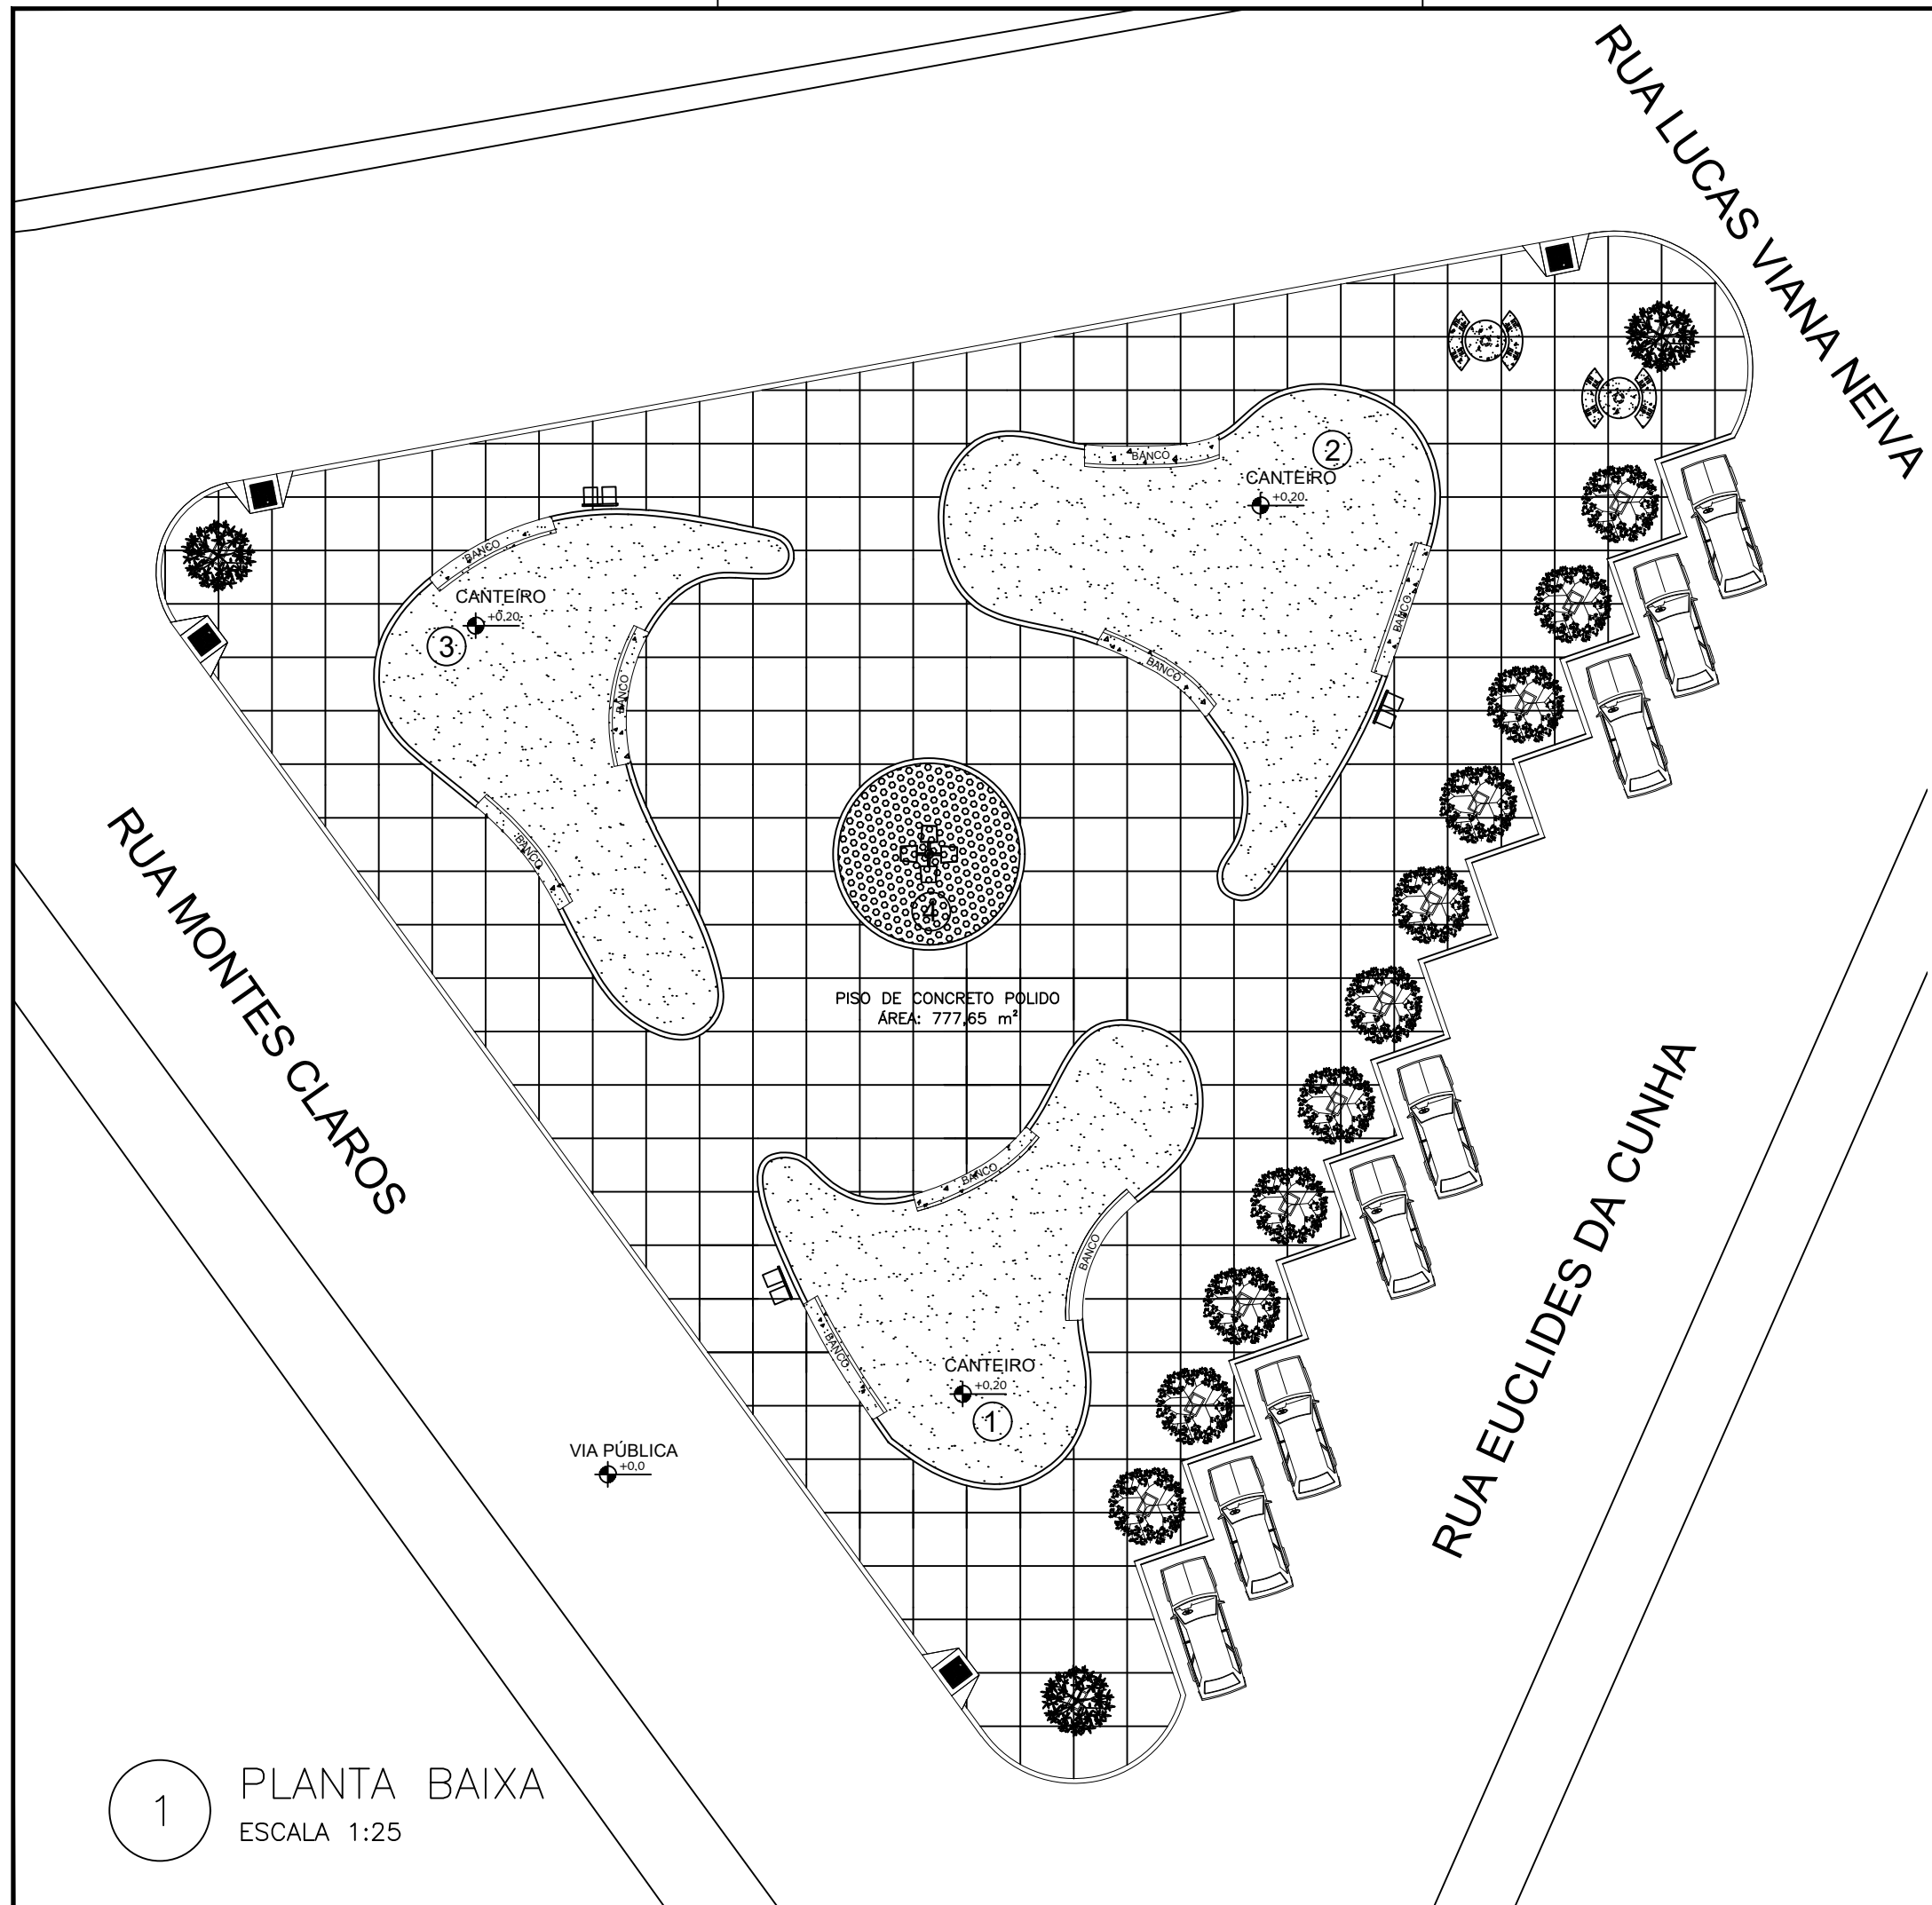 RUA LUCAS VIANA NEIVA
BANCO
2
CANTEIRO
+0,20
BANCO
CANTEIRO
+0,20
3
BANCO
BANCO
BANCO
BANCO
4
RUA MONTES CLAROS
PISO DE CONCRETO POLIDO
ÁREA: 777,65 m²
BANCO
BANCO
BANCO
CANTEIRO
+0,20
1
RUA EUCLIDES DA CUNHA
VIA PÚBLICA
+0,0
1
PLANTA BAIXA
ESCALA 1:25